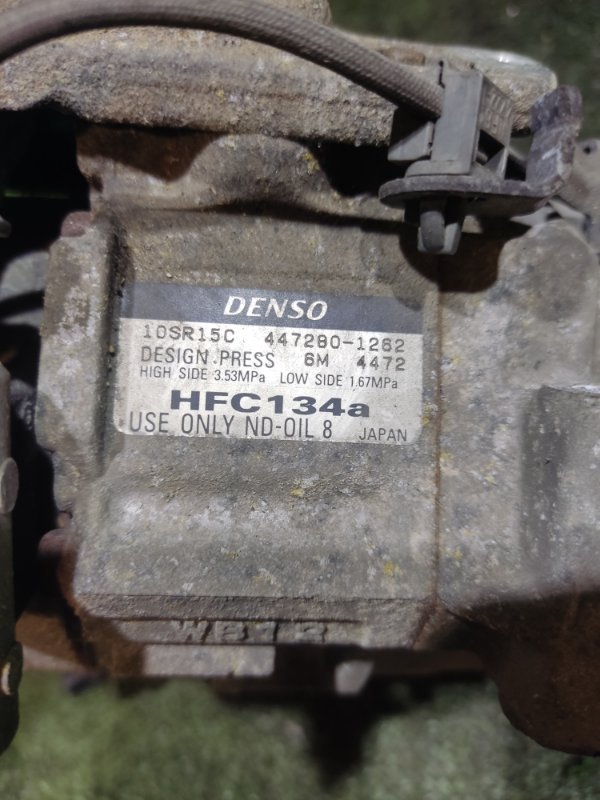 DENSO
10SR15C 447280-1262
DESIGN PRESS 6M 4472
HIGH SIDE 3.53MPa LOW SIDE 1.67MPa
HFC134a
USE ONLY ND-OIL 8 JAPAN